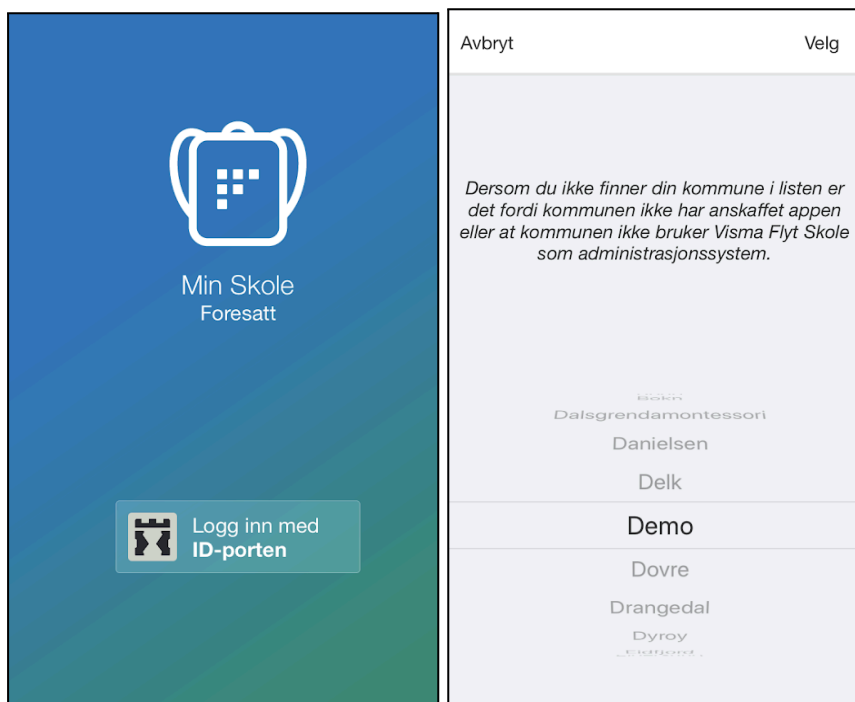 Min Skole
Foresatt
Logg inn med
ID-porten
Avbryt
Velg
Dersom du ikke finner din kommune i listen er
det fordi kommunen ikke har anskaffet appen
eller at kommunen ikke bruker Visma Flyt Skole
som administrasjonssystem.
Bokn
Dalsgrendamontessori
Danielsen
Delk
Demo
Dovre
Drangedal
Dyroy
Eidfjord